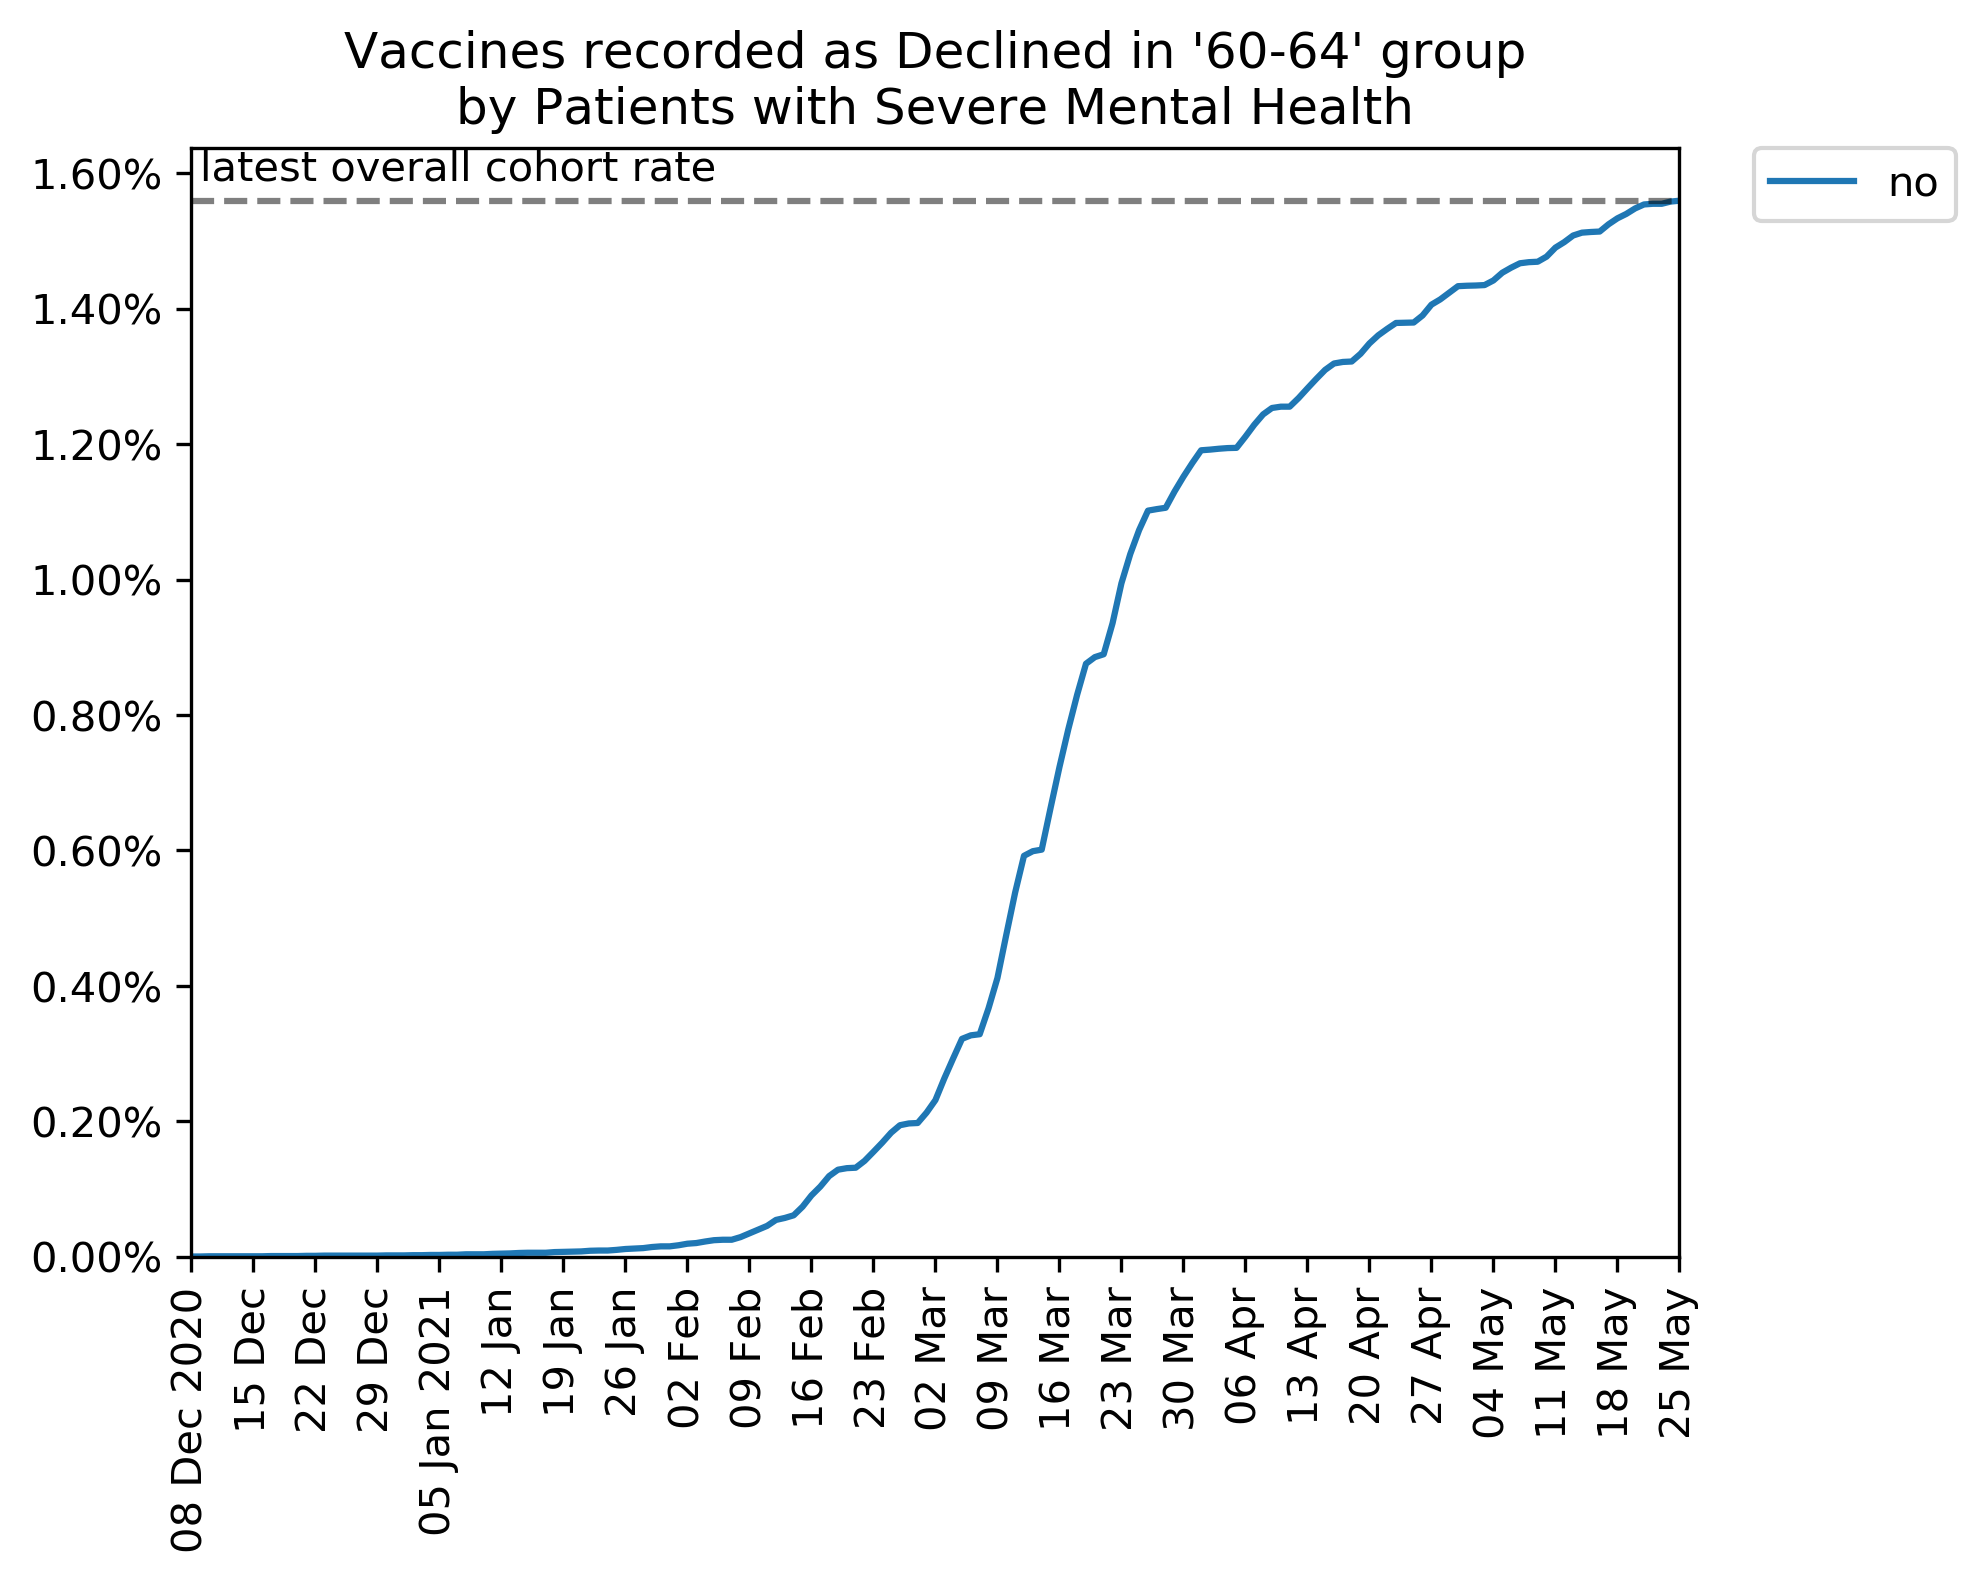 Vaccines recorded as Declined in '60-64' group
by Patients with Severe Mental Health
latest overall cohort rate
no
1.60%
1.40%
1.20%
1.00%
0.80%
0.60%
0.40%
0.20%
0.00%
08 Dec 2020
15 Dec
22 Dec
29 Dec
05 Jan 2021
12 Jan
19 Jan
26 Jan
02 Feb
09 Feb
16 Feb
23 Feb
02 Mar
09 Mar
16 Mar
23 Mar
30 Mar
06 Apr
13 Apr
20 Apr
27 Apr
04 May
11 May
18 May
25 May